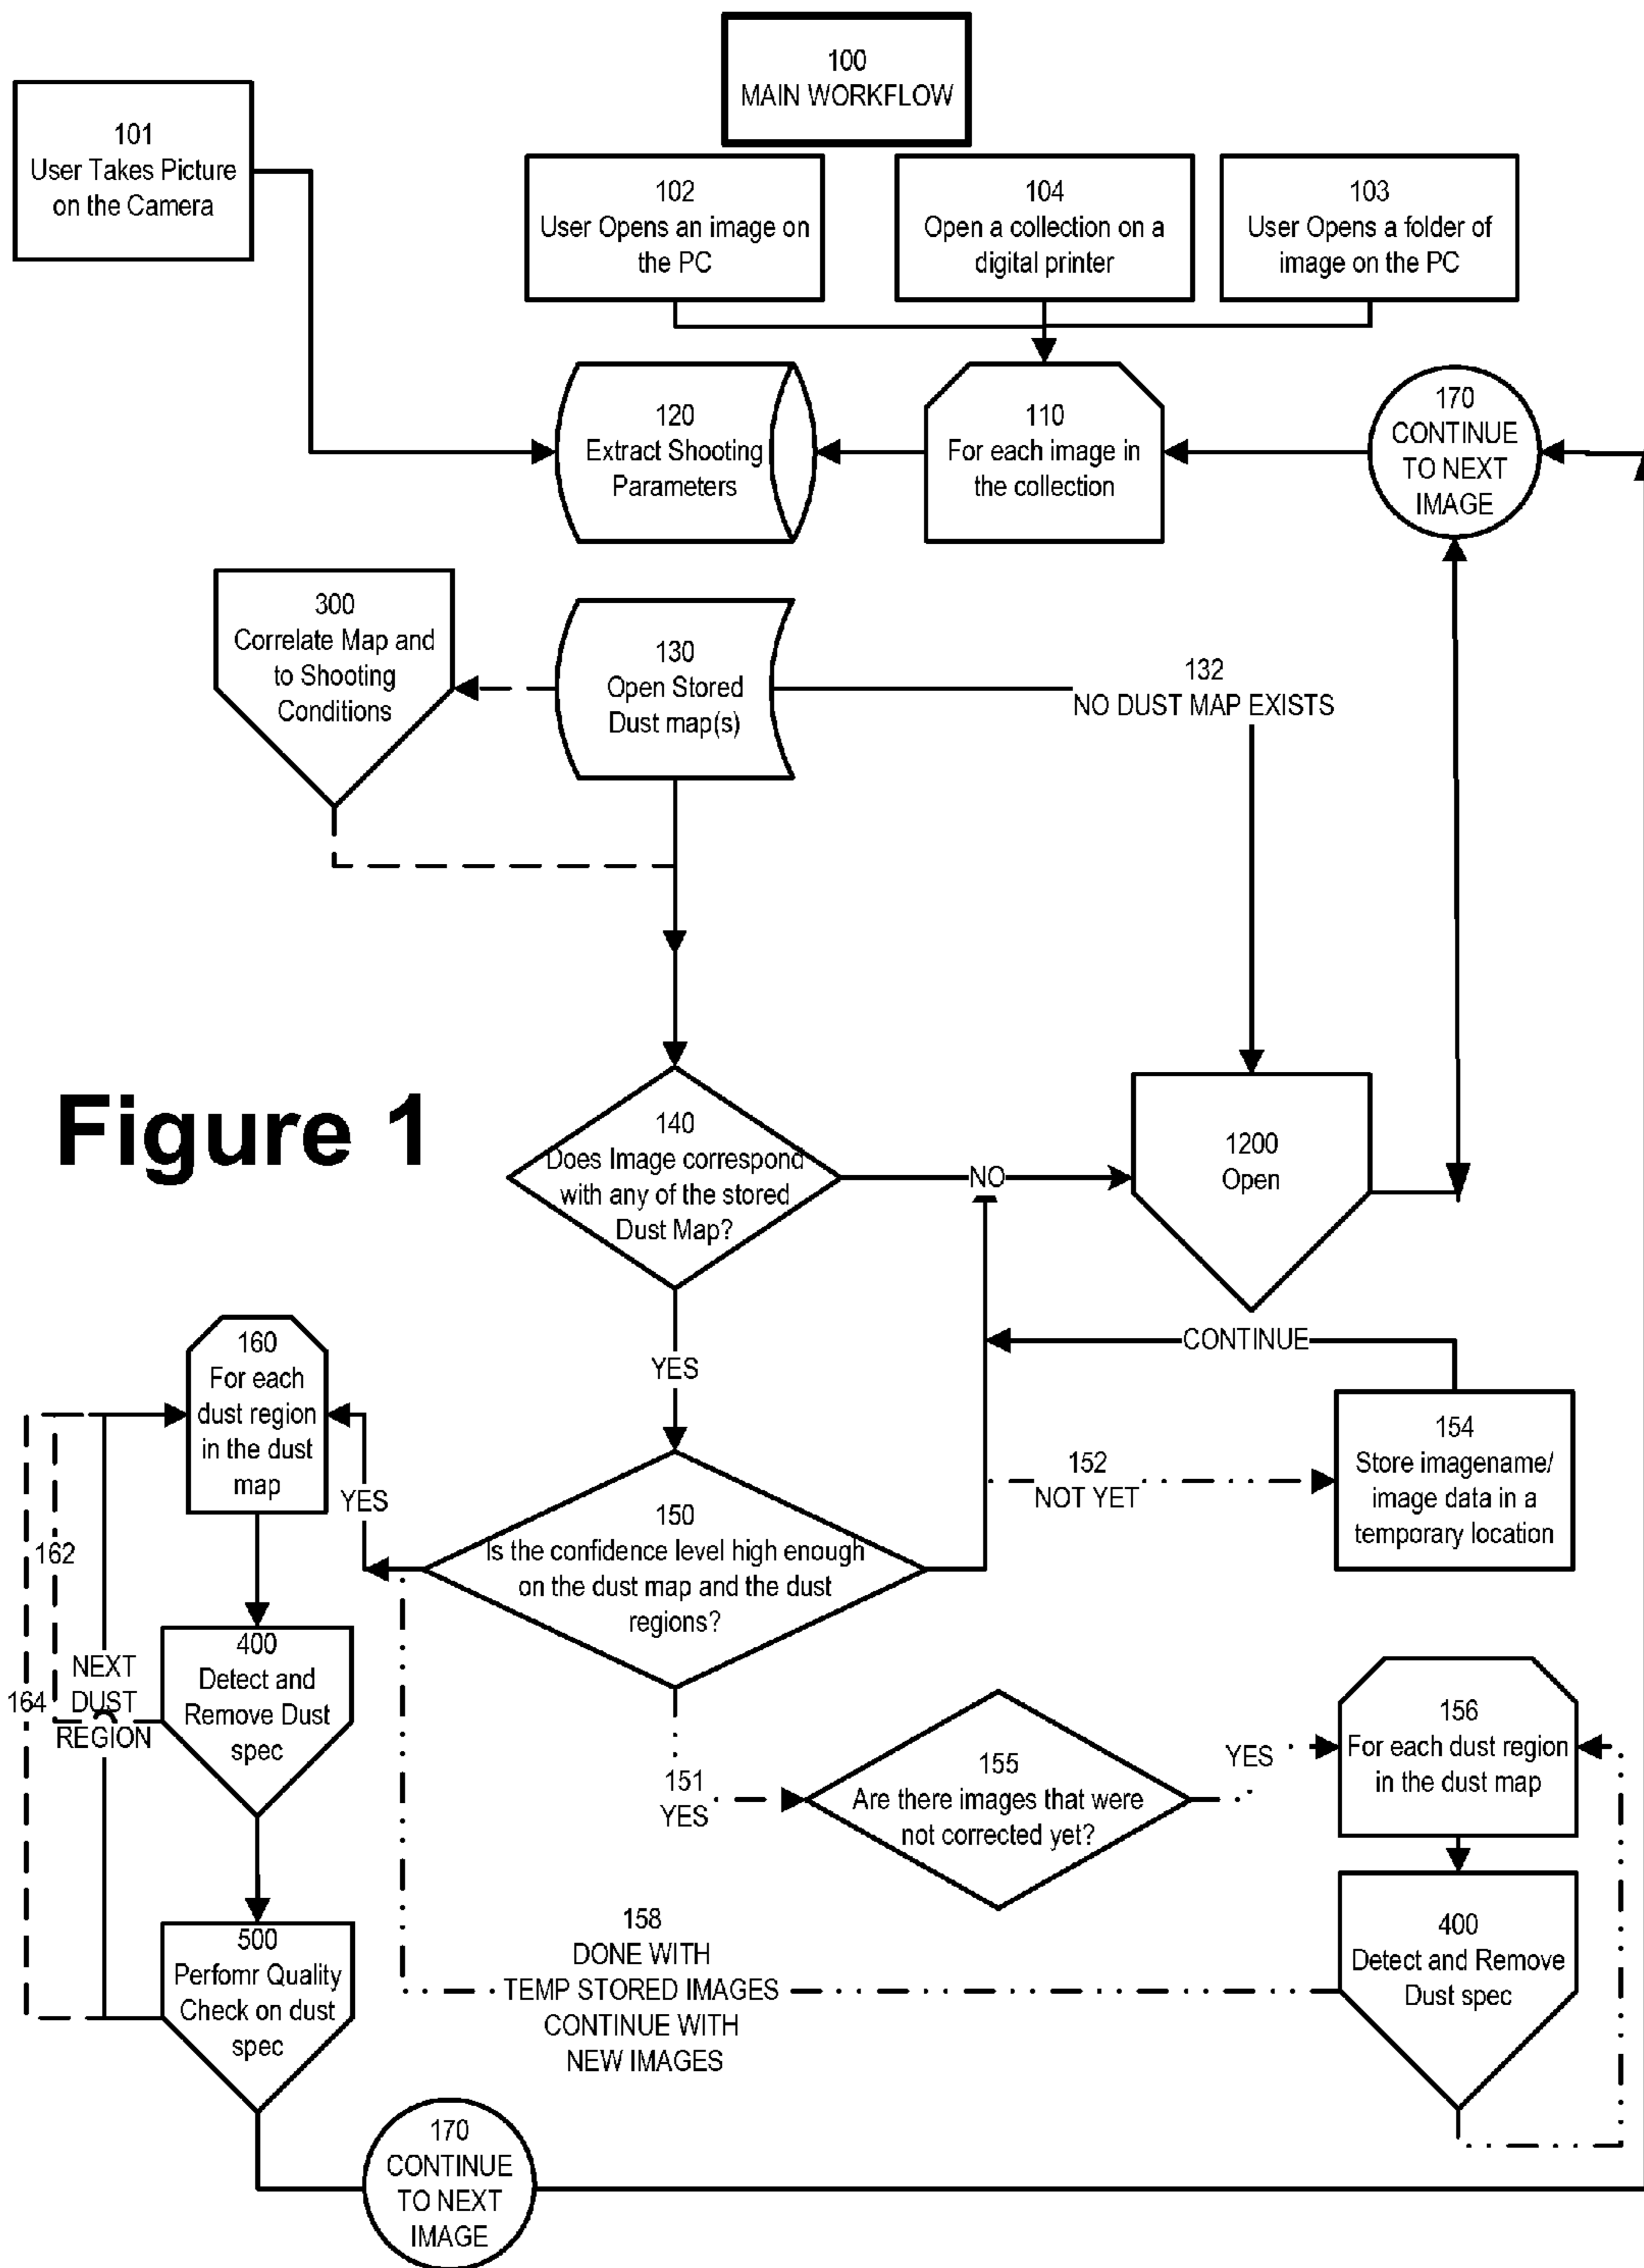 100
MAIN WORKFLOW
101
User Takes Picture
on the Camera
102
User Opens an image on
the PC
104
Open a collection on a
digital printer
103
User Opens a folder of
image on the PC
120
Extract Shooting
Parameters
110
For each image in
the collection
170
CONTINUE
TO NEXT
IMAGE
300
Correlate Map and
to Shooting
Conditions
130
Open Stored
Dust map(s)
132
NO DUST MAP EXISTS
Figure 1
140
Does Image correspond
with any of the stored
Dust Map?
NO
1200
Open
YES
CONTINUE
160
For each
dust region
in the dust
map
YES
150
Is the confidence level high enough
on the dust map and the dust
regions?
152
NOT YET
154
Store imagename/
image data in a
temporary location
162
164
NEXT
DUST
REGION
400
Detect and
Remove Dust
spec
151
YES
155
Are there images that were
not corrected yet?
YES
156
For each dust region
in the dust map
500
Perfomr Quality
Check on dust
spec
158
DONE WITH
TEMP STORED IMAGES
CONTINUE WITH
NEW IMAGES
400
Detect and Remove
Dust spec
170
CONTINUE
TO NEXT
IMAGE